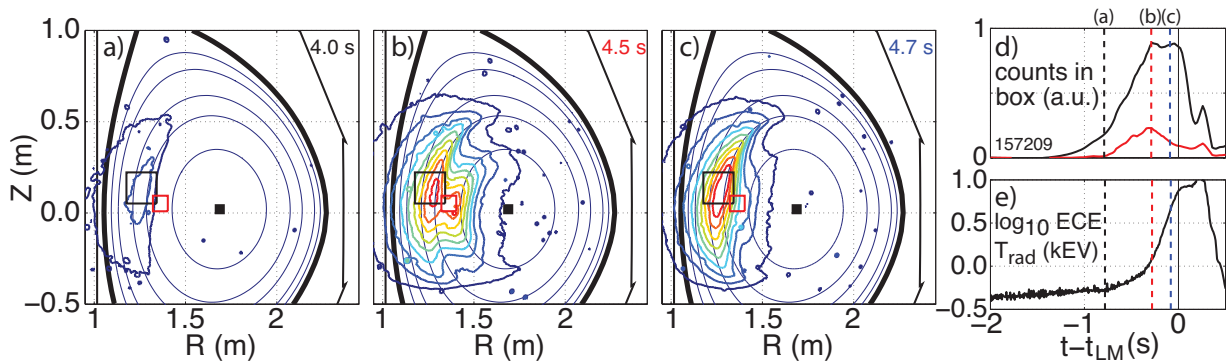 a)
4.0 s
b)
4.5 s
c)
4.7 s
1.0
0.5
0.0
−0.5
Z (m)
1
1.5
2
R (m)
1
1.5
2
R (m)
1
1.5
2
R (m)
(a)
(b)
(c)
1
0
d)
counts in
box (a.u.)
157209
e)
log10 ECE
Trad (kEV)
1.0
0.5
0.0
−0.5
−2
−1
0
t−tLM(s)